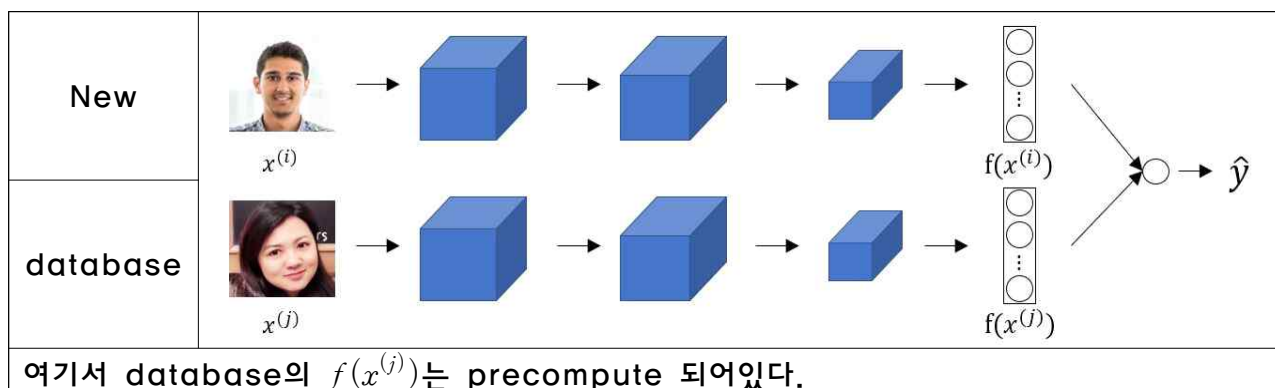 New
x^{(i)}
f(x^{(i)})
ŷ
rs
database
x^{(j)}
f(x^{(j)})
여기서 database의 f(x^{(j)})는 precompute 되어있다.